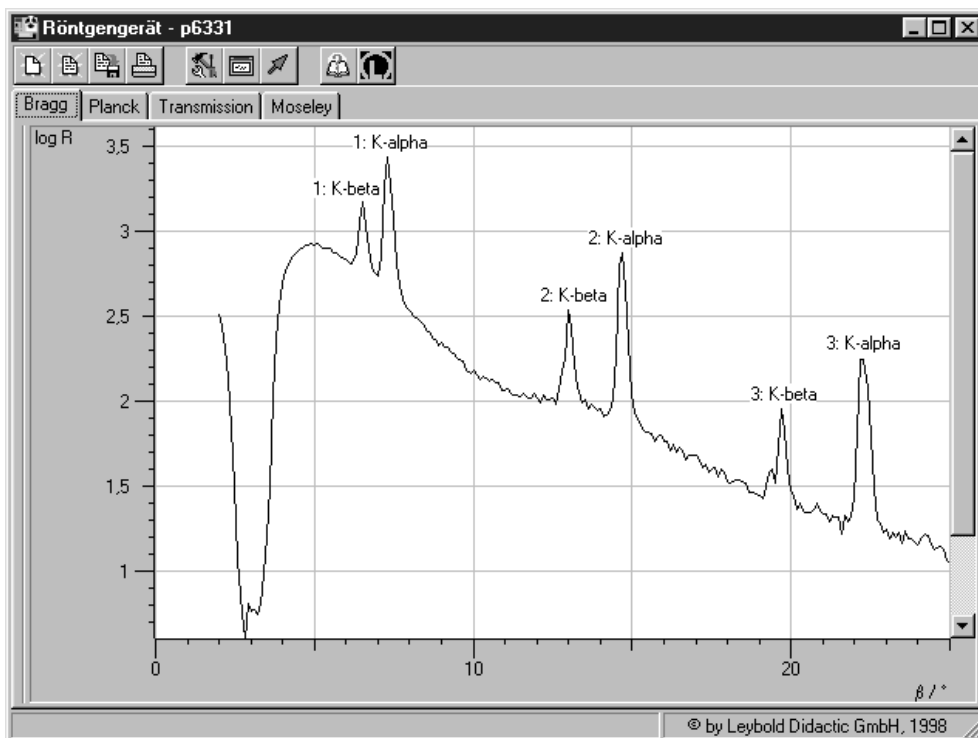 Röntgengerät - p6331
Bragg Planck Transmission Moseley
log R
3,5
3
2,5
2
1,5
1
1: K-beta
1: K-alpha
2: K-beta
2: K-alpha
3: K-beta
3: K-alpha
0 10 20
β / °
© by Leybold Didactic GmbH, 1998